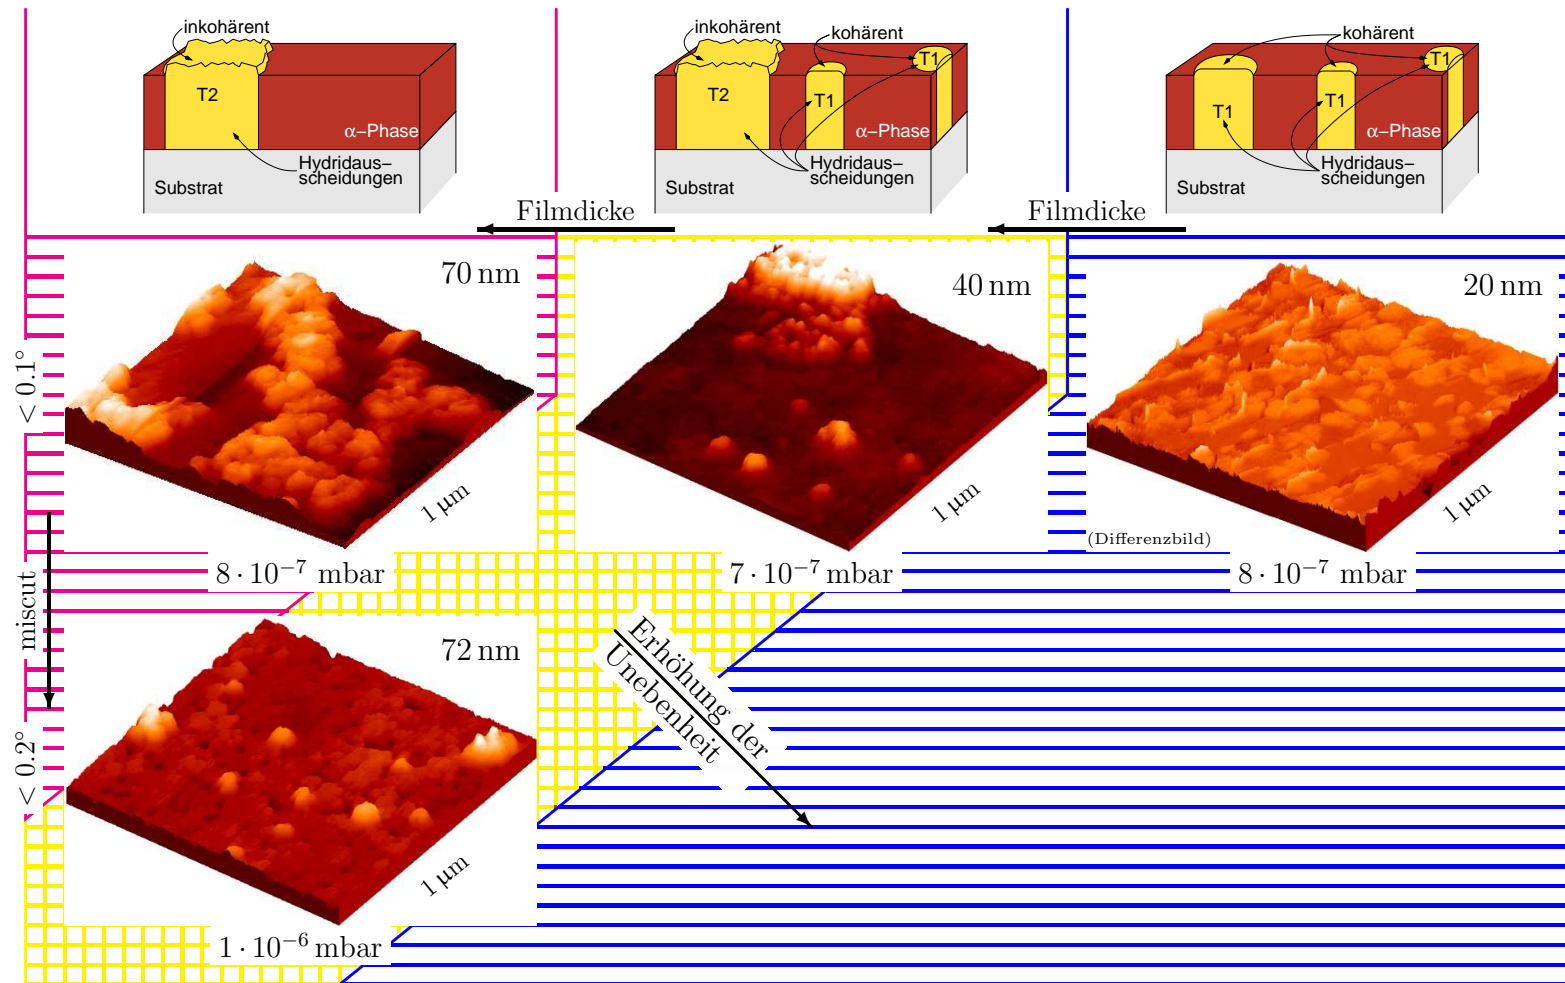 inkohärent
T2
α−Phase
Hydridaus−
scheidungen
Substrat
inkohärent
kohärent
T1
T2
T1
α−Phase
Hydridaus−
scheidungen
Substrat
kohärent
T1
T1
T1
α−Phase
Hydridaus−
scheidungen
Substrat
Filmdicke
Filmdicke
70 nm
40 nm
20 nm
< 0.1°
1 µm
1 µm
1 µm
(Differenzbild)
8 · 10⁻⁷ mbar
7 · 10⁻⁷ mbar
8 · 10⁻⁷ mbar
miscut
72 nm
Erhöhung der
Unebenheit
< 0.2°
1 µm
1 · 10⁻⁶ mbar